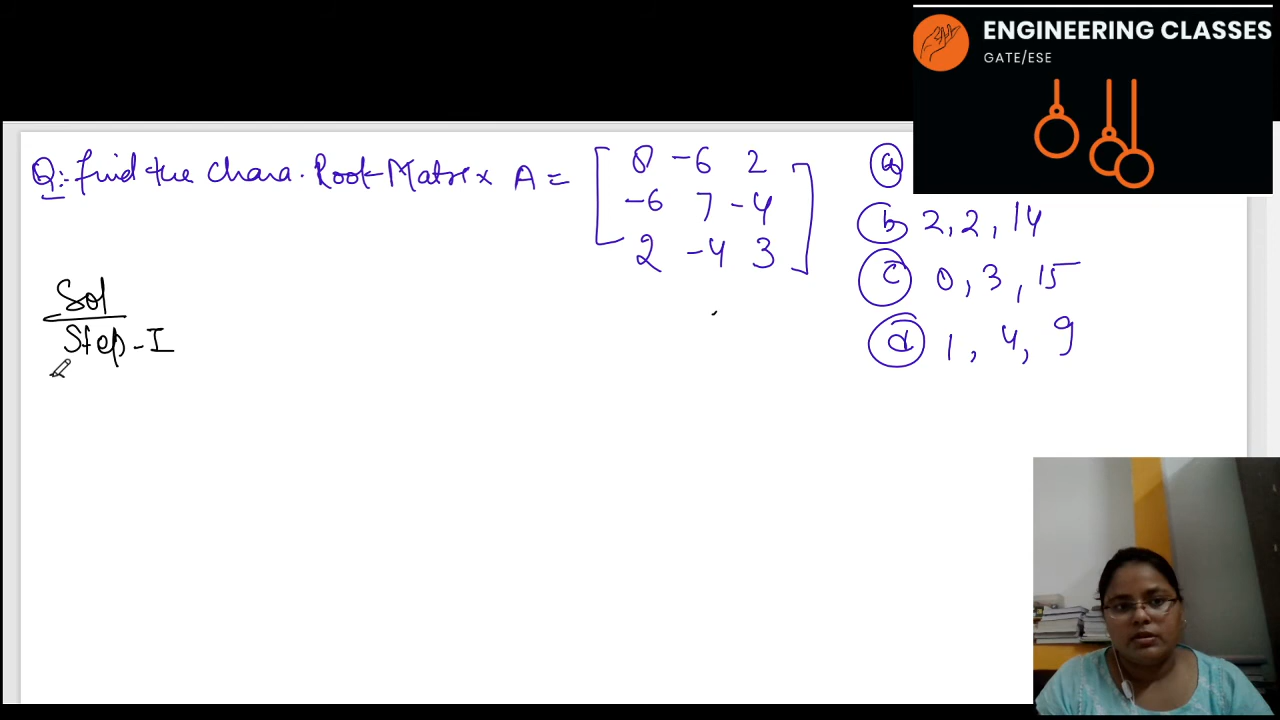 ENGINEERING CLASSES
GATE/ESE
Q:- find the Chara. Root Matrix A = [8 -6 2
-6 7 -4
2 -4 3]
(a)
(b) 2, 2, 14
(c) 0, 3, 15
(d) 1, 4, 9
Sol
Step-I